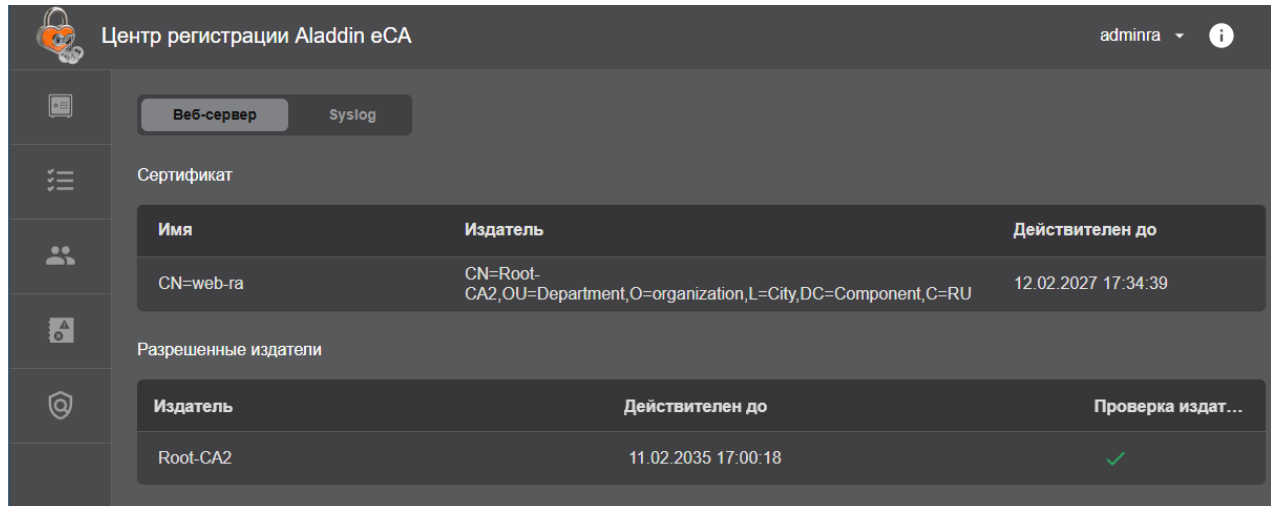 Центр регистрации Aladdin eCA
adminra
Веб-сервер Syslog
Сертификат
Имя Издатель Действителен до
CN=web-ra CN=Root-
CA2,OU=Department,O=organization,L=City,DC=Component,C=RU 12.02.2027 17:34:39
Разрешенные издатели
Издатель Действителен до Проверка издат...
Root-CA2 11.02.2035 17:00:18